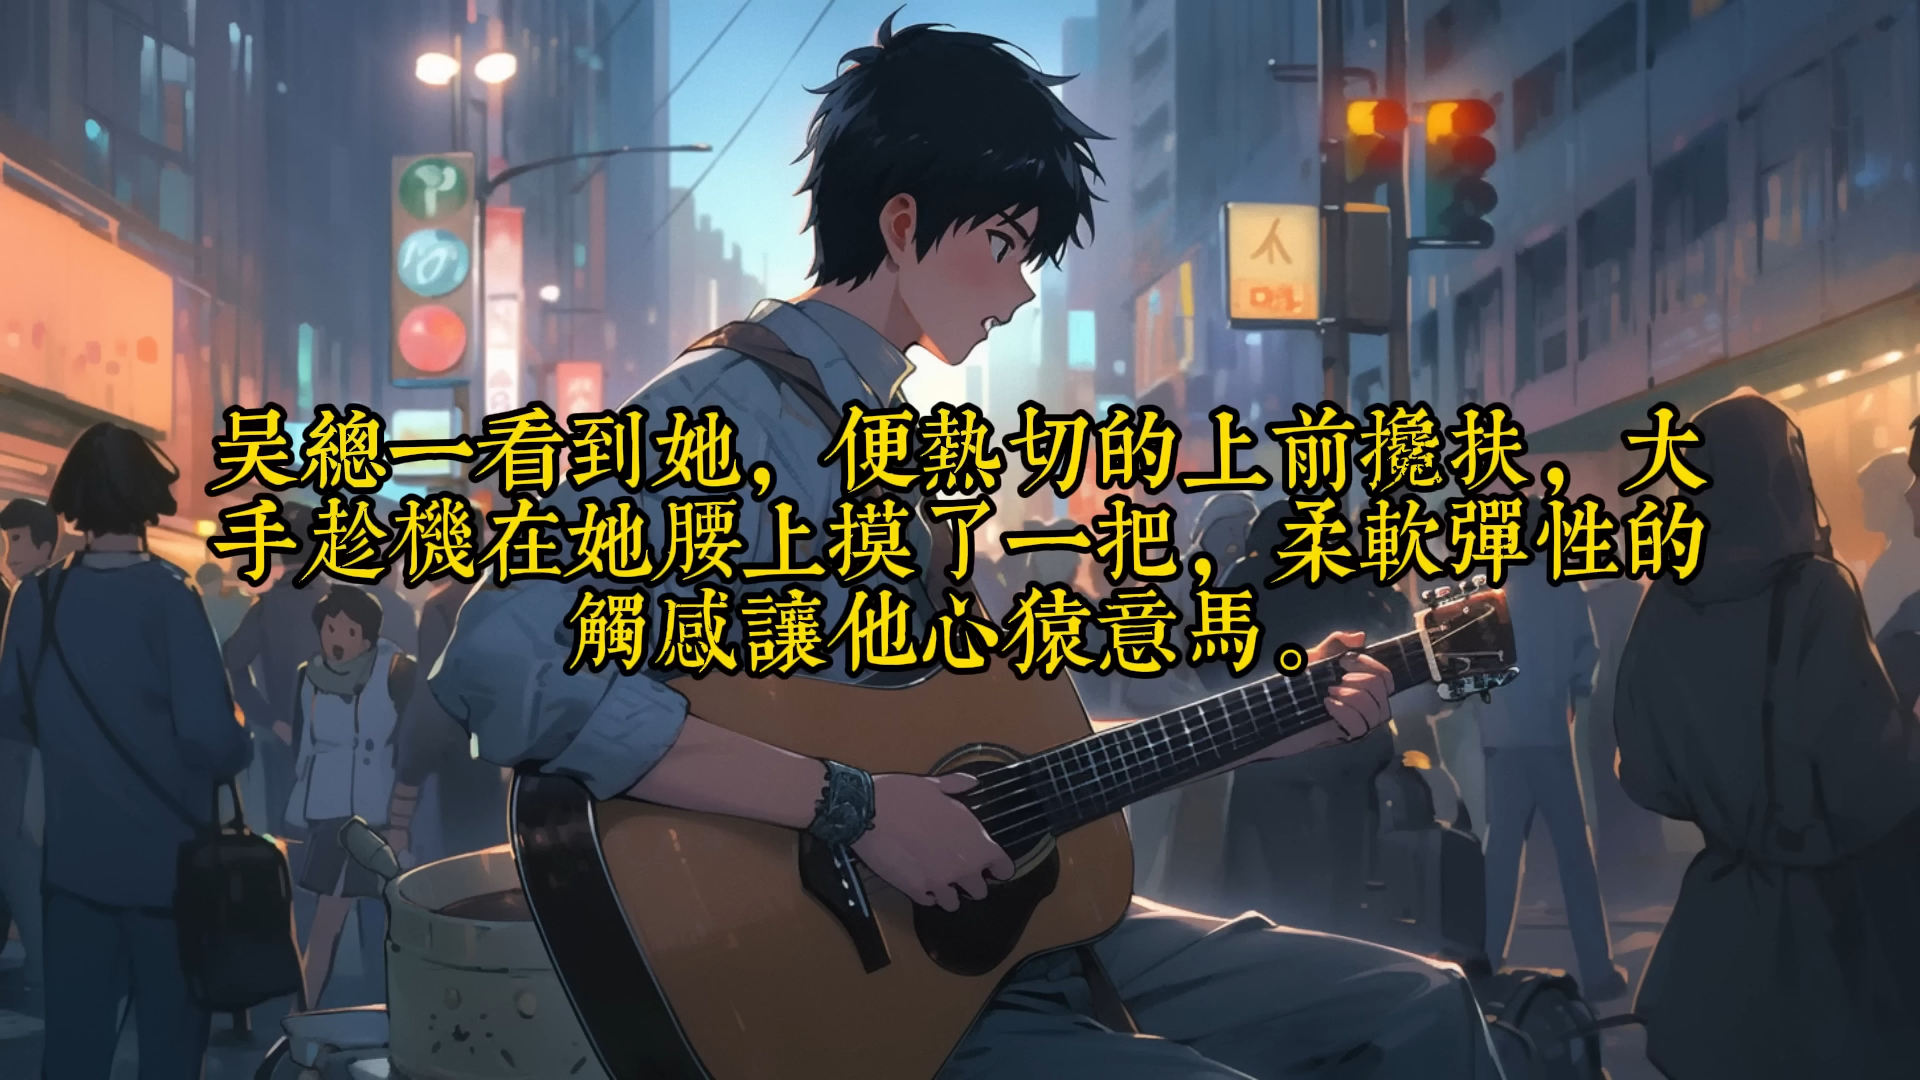 吴總一看到她，便熱切的上前攙扶，大
手趁機在她腰上摸了一把，柔軟彈性的
觸感讓他心猿意馬。